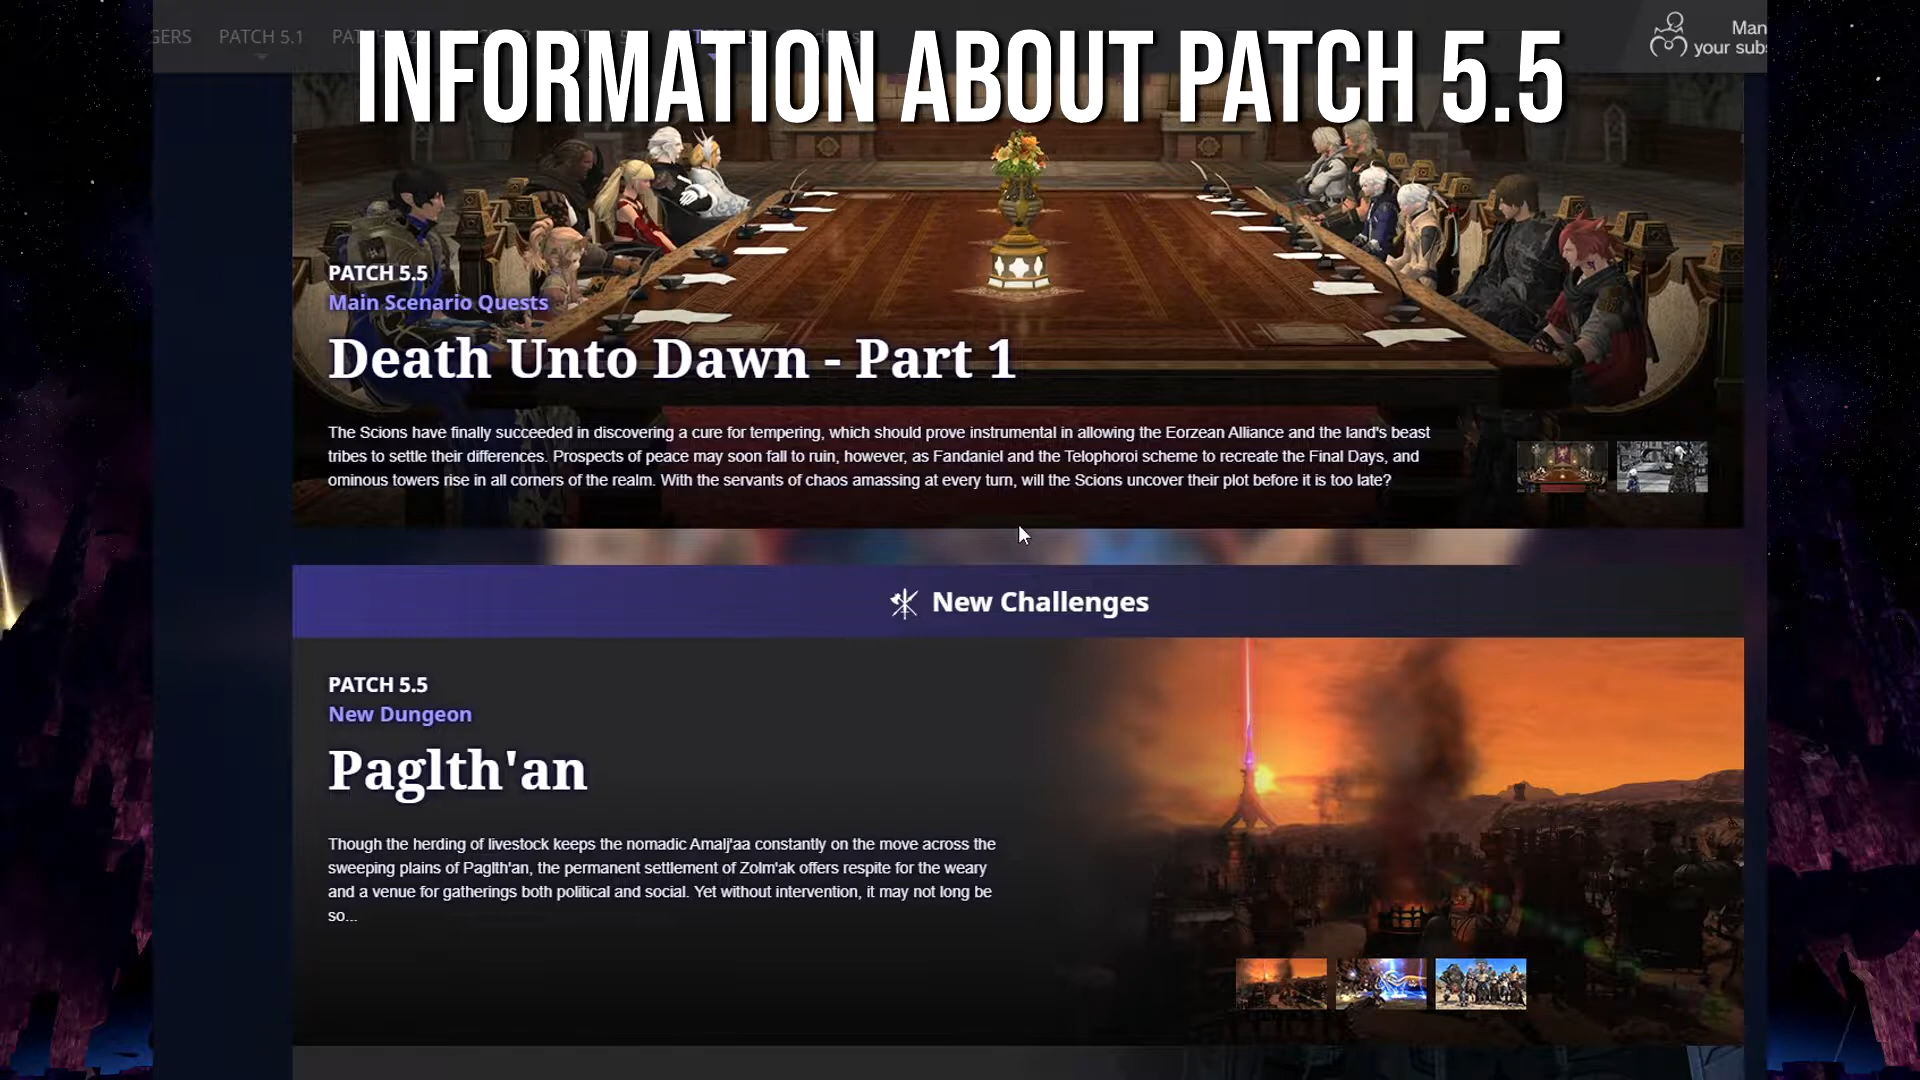 INFORMATION ABOUT PATCH 5.5
GERS PATCH 5.1
Man
your subs
PATCH 5.5
Main Scenario Quests
Death Unto Dawn - Part 1
The Scions have finally succeeded in discovering a cure for tempering, which should prove instrumental in allowing the Eorzean Alliance and the land's beast
tribes to settle their differences. Prospects of peace may soon fall to ruin, however, as Fandaniel and the Telophoroi scheme to recreate the Final Days, and
ominous towers rise in all corners of the realm. With the servants of chaos amassing at every turn, will the Scions uncover their plot before it is too late?
New Challenges
PATCH 5.5
New Dungeon
Paglth'an
Though the herding of livestock keeps the nomadic Amalj'aa constantly on the move across the
sweeping plains of Paglth'an, the permanent settlement of Zolm'ak offers respite for the weary
and a venue for gatherings both political and social. Yet without intervention, it may not long be
so...